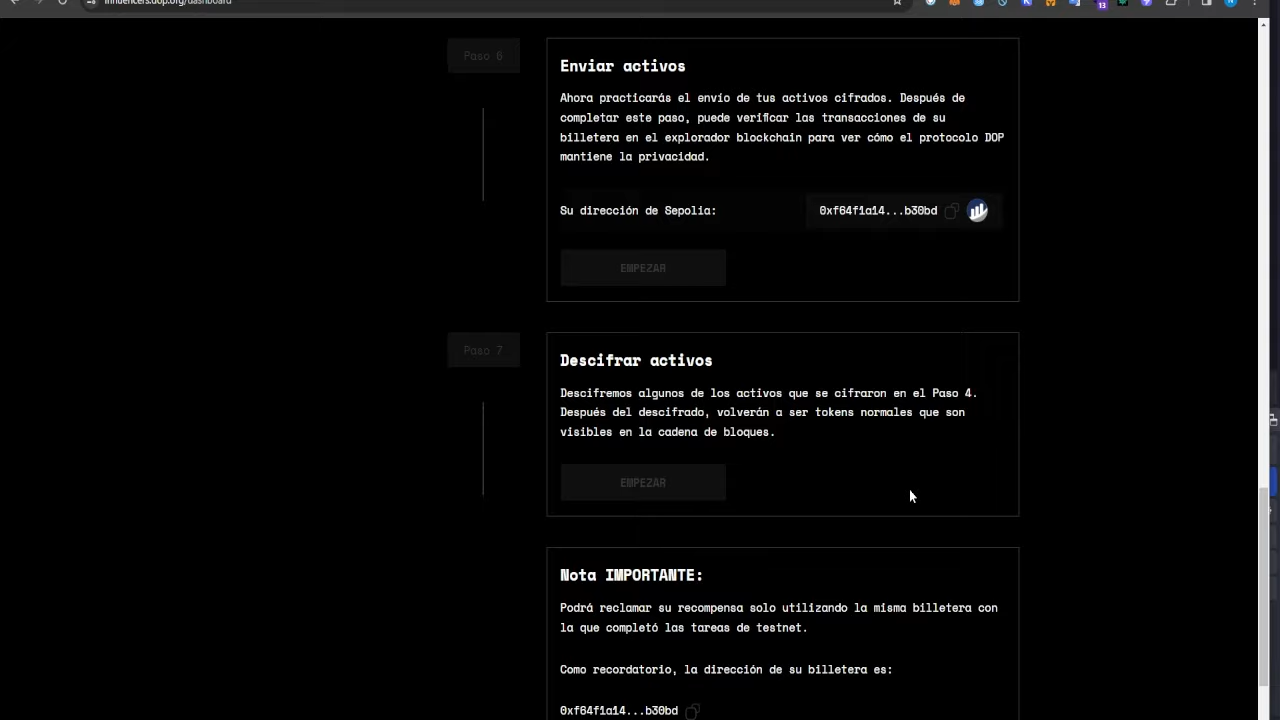 influencers.dop.org/dashboard
13
Paso 6
Enviar activos
Ahora practicarás el envío de tus activos cifrados. Después de
completar este paso, puede verificar las transacciones de su
billetera en el explorador blockchain para ver cómo el protocolo DOP
mantiene la privacidad.
Su dirección de Sepolia:
0xf64f1a14...b30bd
EMPEZAR
Paso 7
Descifrar activos
Descifremos algunos de los activos que se cifraron en el Paso 4.
Después del descifrado, volverán a ser tokens normales que son
visibles en la cadena de bloques.
EMPEZAR
Nota IMPORTANTE:
Podrá reclamar su recompensa solo utilizando la misma billetera con
la que completó las tareas de testnet.
Como recordatorio, la dirección de su billetera es:
0xf64f1a14...b30bd